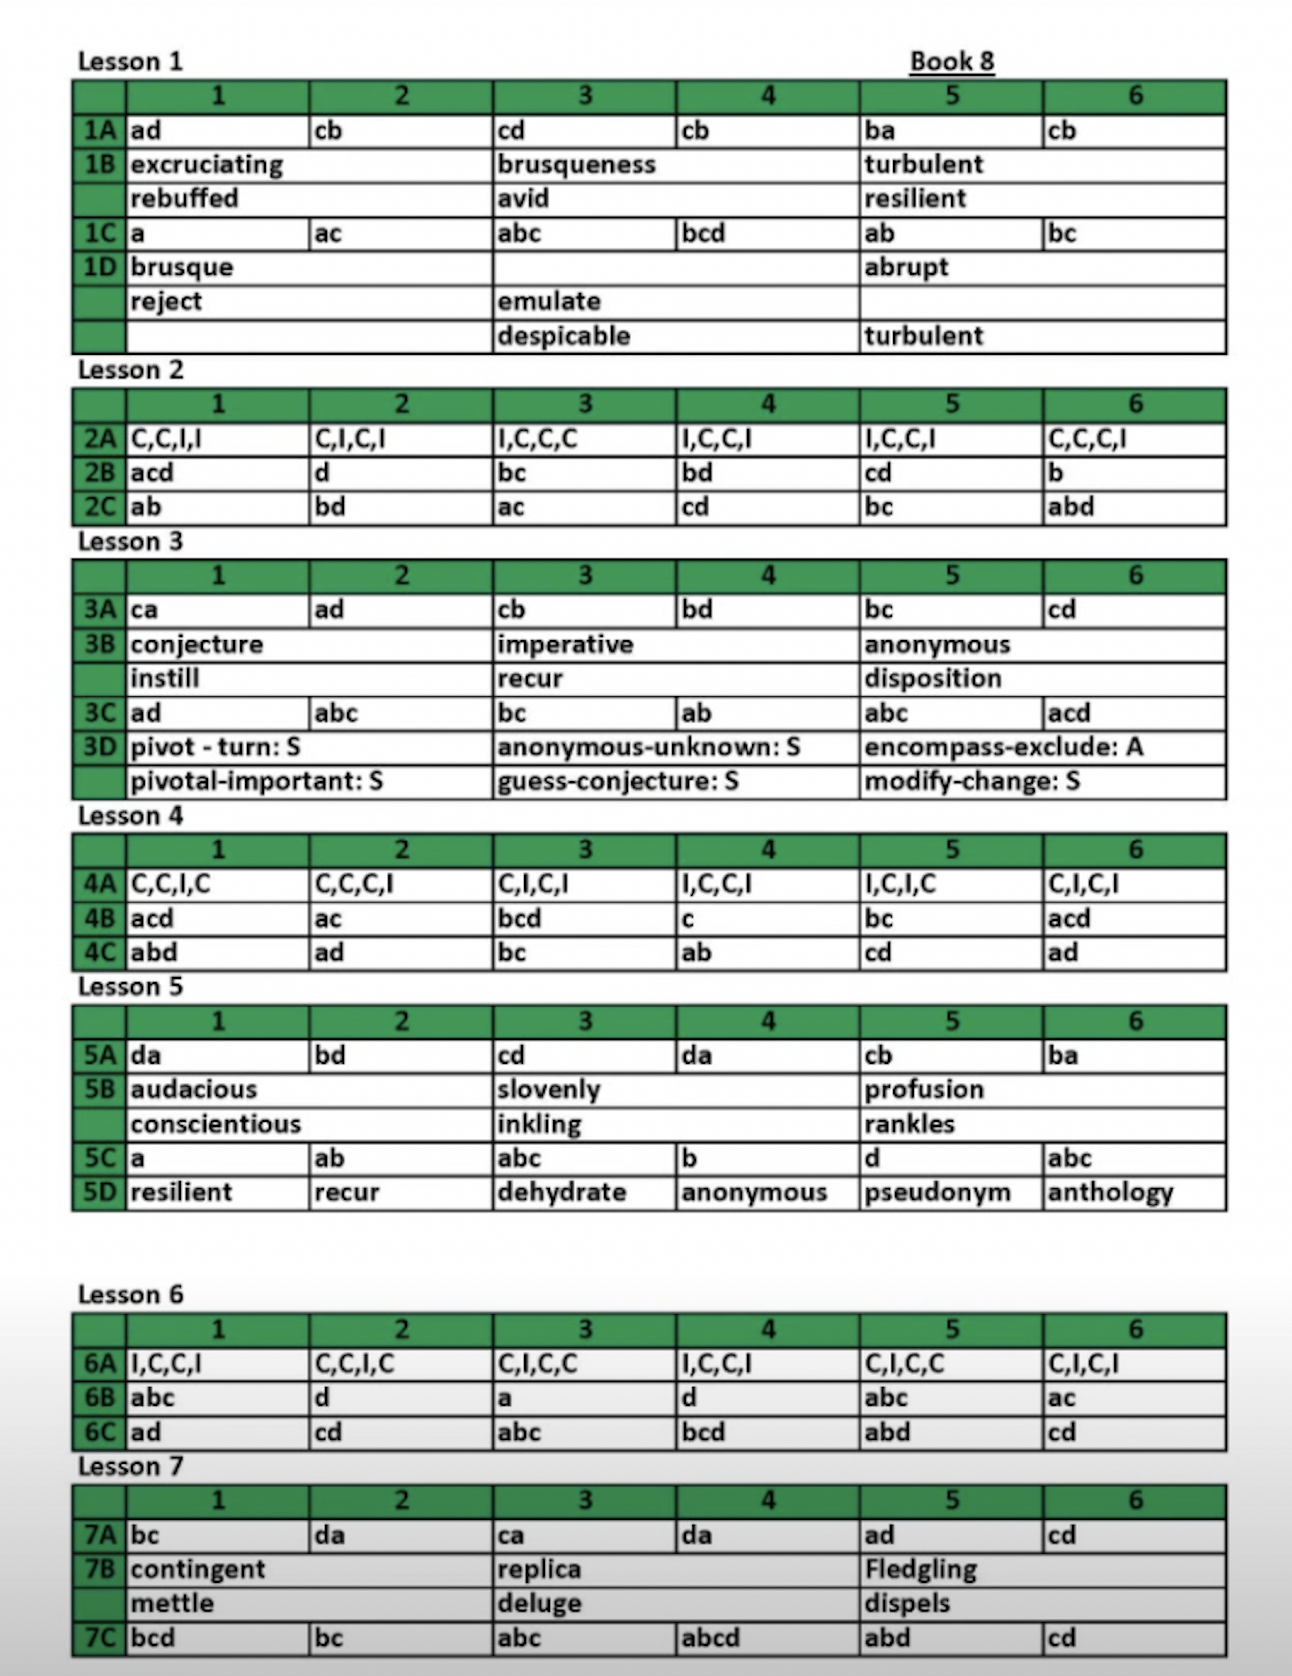 Lesson 1 Book 8
1 2 3 4 5 6
1A ad cb cd cb ba cb
1B excruciating brusqueness turbulent
rebuffed avid resilient
1C a ac abc bcd ab bc
1D brusque abrupt
reject emulate
despicable turbulent
Lesson 2
1 2 3 4 5 6
2A C,C,I,I C,I,C,I I,C,C,C I,C,C,I I,C,C,I C,C,C,I
2B acd d bc bd cd b
2C ab bd ac cd bc abd
Lesson 3
1 2 3 4 5 6
3A ca ad cb bd bc cd
3B conjecture imperative anonymous
instill recur disposition
3C ad abc bc ab abc acd
3D pivot - turn: S anonymous-unknown: S encompass-exclude: A
pivotal-important: S guess-conjecture: S modify-change: S
Lesson 4
1 2 3 4 5 6
4A C,C,I,C C,C,C,I C,I,C,I I,C,C,I I,C,I,C C,I,C,I
4B acd ac bcd c bc acd
4C abd ad bc ab cd ad
Lesson 5
1 2 3 4 5 6
5A da bd cd da cb ba
5B audacious slovenly profusion
conscientious inkling rankles
5C a ab abc b d abc
5D resilient recur dehydrate anonymous pseudonym anthology
Lesson 6
1 2 3 4 5 6
6A I,C,C,I C,C,I,C C,I,C,C I,C,C,I C,I,C,C C,I,C,I
6B abc d a d abc ac
6C ad cd abc bcd abd cd
Lesson 7
1 2 3 4 5 6
7A bc da ca da ad cd
7B contingent replica Fledgling
mettle deluge dispels
7C bcd bc abc abcd abd cd